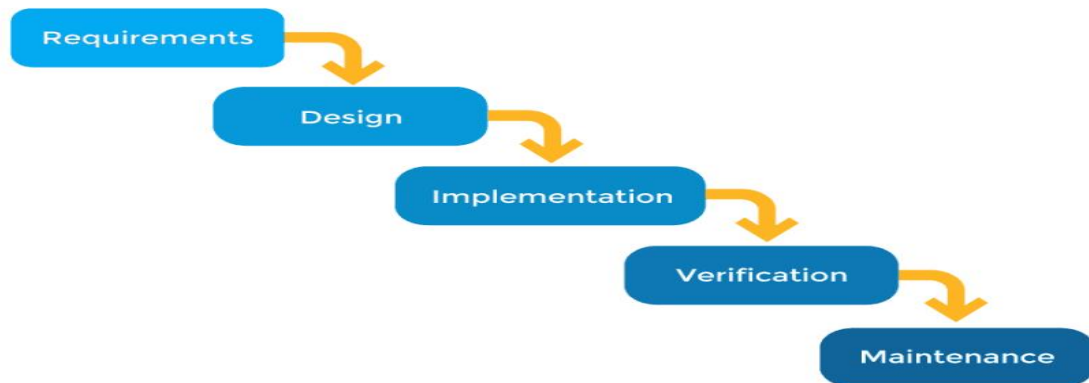 Requirements
Design
Implementation
Verification
Maintenance